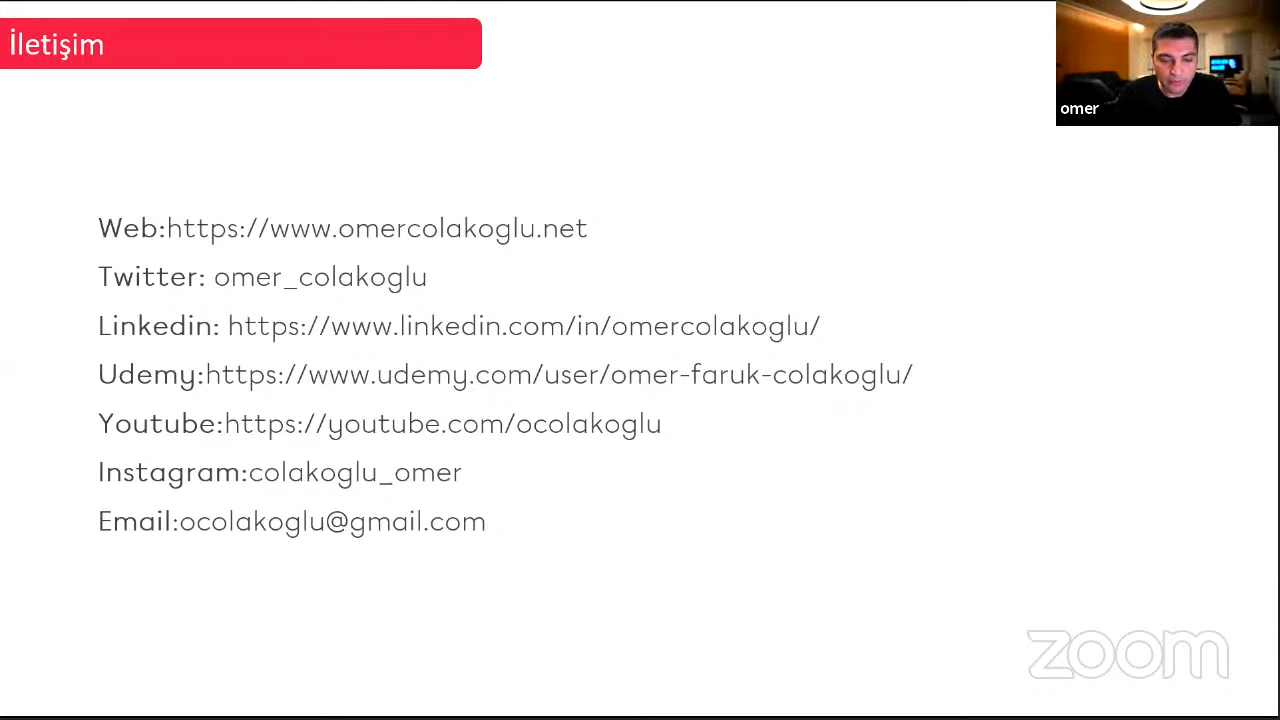 İletişim
omer
Web:https://www.omercolakoglu.net
Twitter: omer_colakoglu
Linkedin: https://www.linkedin.com/in/omercolakoglu/
Udemy:https://www.udemy.com/user/omer-faruk-colakoglu/
Youtube:https://youtube.com/ocolakoglu
Instagram:colakoglu_omer
Email:ocolakoglu@gmail.com
zoom